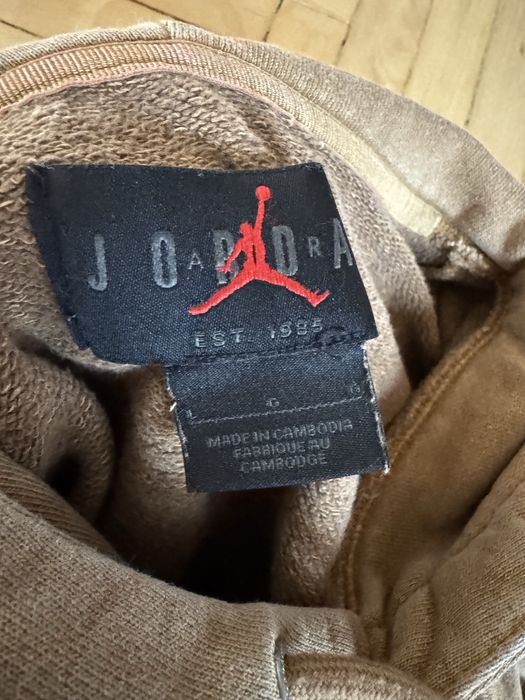 J O R D A
A I R
EST. 1985
L G G
MADE IN CAMBODIA
FABRIQUE AU
CAMBODGE